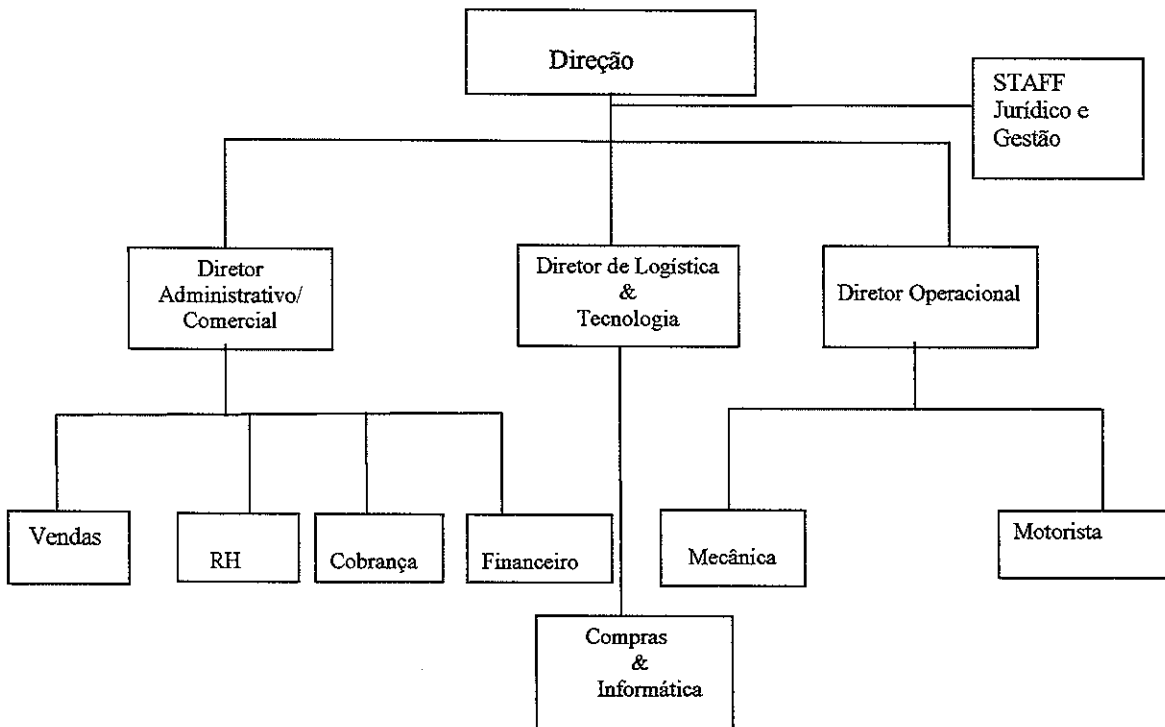 Direção
STAFF
Jurídico e
Gestão
Diretor
Administrativo/
Comercial
Diretor de Logística
&
Tecnologia
Diretor Operacional
Vendas
RH
Cobrança
Financeiro
Mecânica
Motorista
Compras
&
Informática